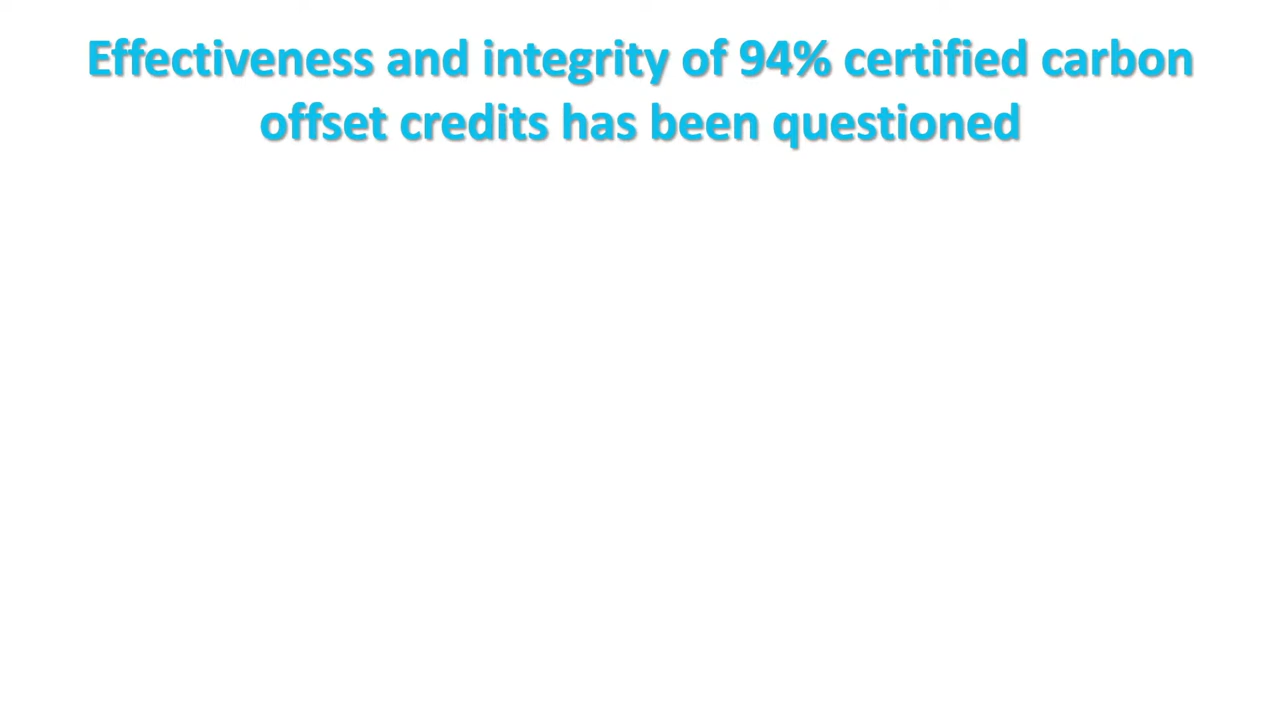 Effectiveness and integrity of 94% certified carbon
offset credits has been questioned